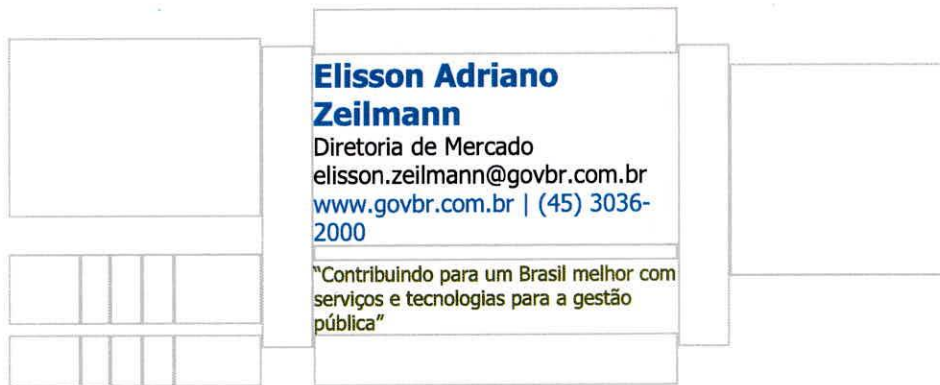 Elisson Adriano
Zeilmann
Diretoria de Mercado
elisson.zeilmann@govbr.com.br
www.govbr.com.br | (45) 3036-
2000
"Contribuindo para um Brasil melhor com
serviços e tecnologias para a gestão
pública"